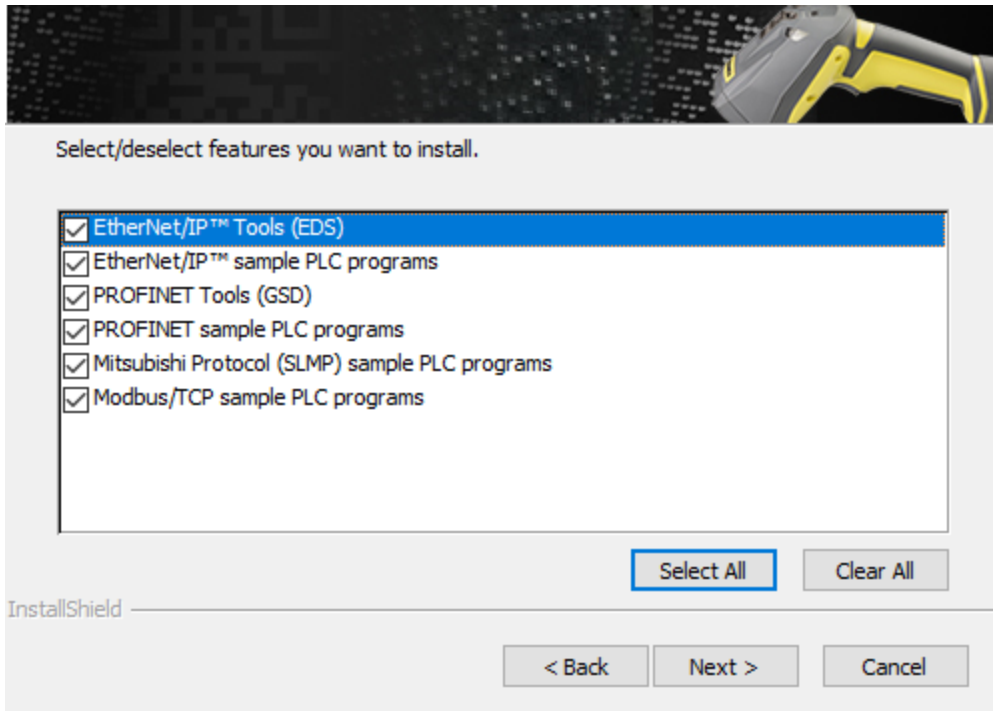 Select/deselect features you want to install.
EtherNet/IP™ Tools (EDS)
EtherNet/IP™ sample PLC programs
PROFINET Tools (GSD)
PROFINET sample PLC programs
Mitsubishi Protocol (SLMP) sample PLC programs
Modbus/TCP sample PLC programs
Select All Clear All
InstallShield
< Back Next > Cancel